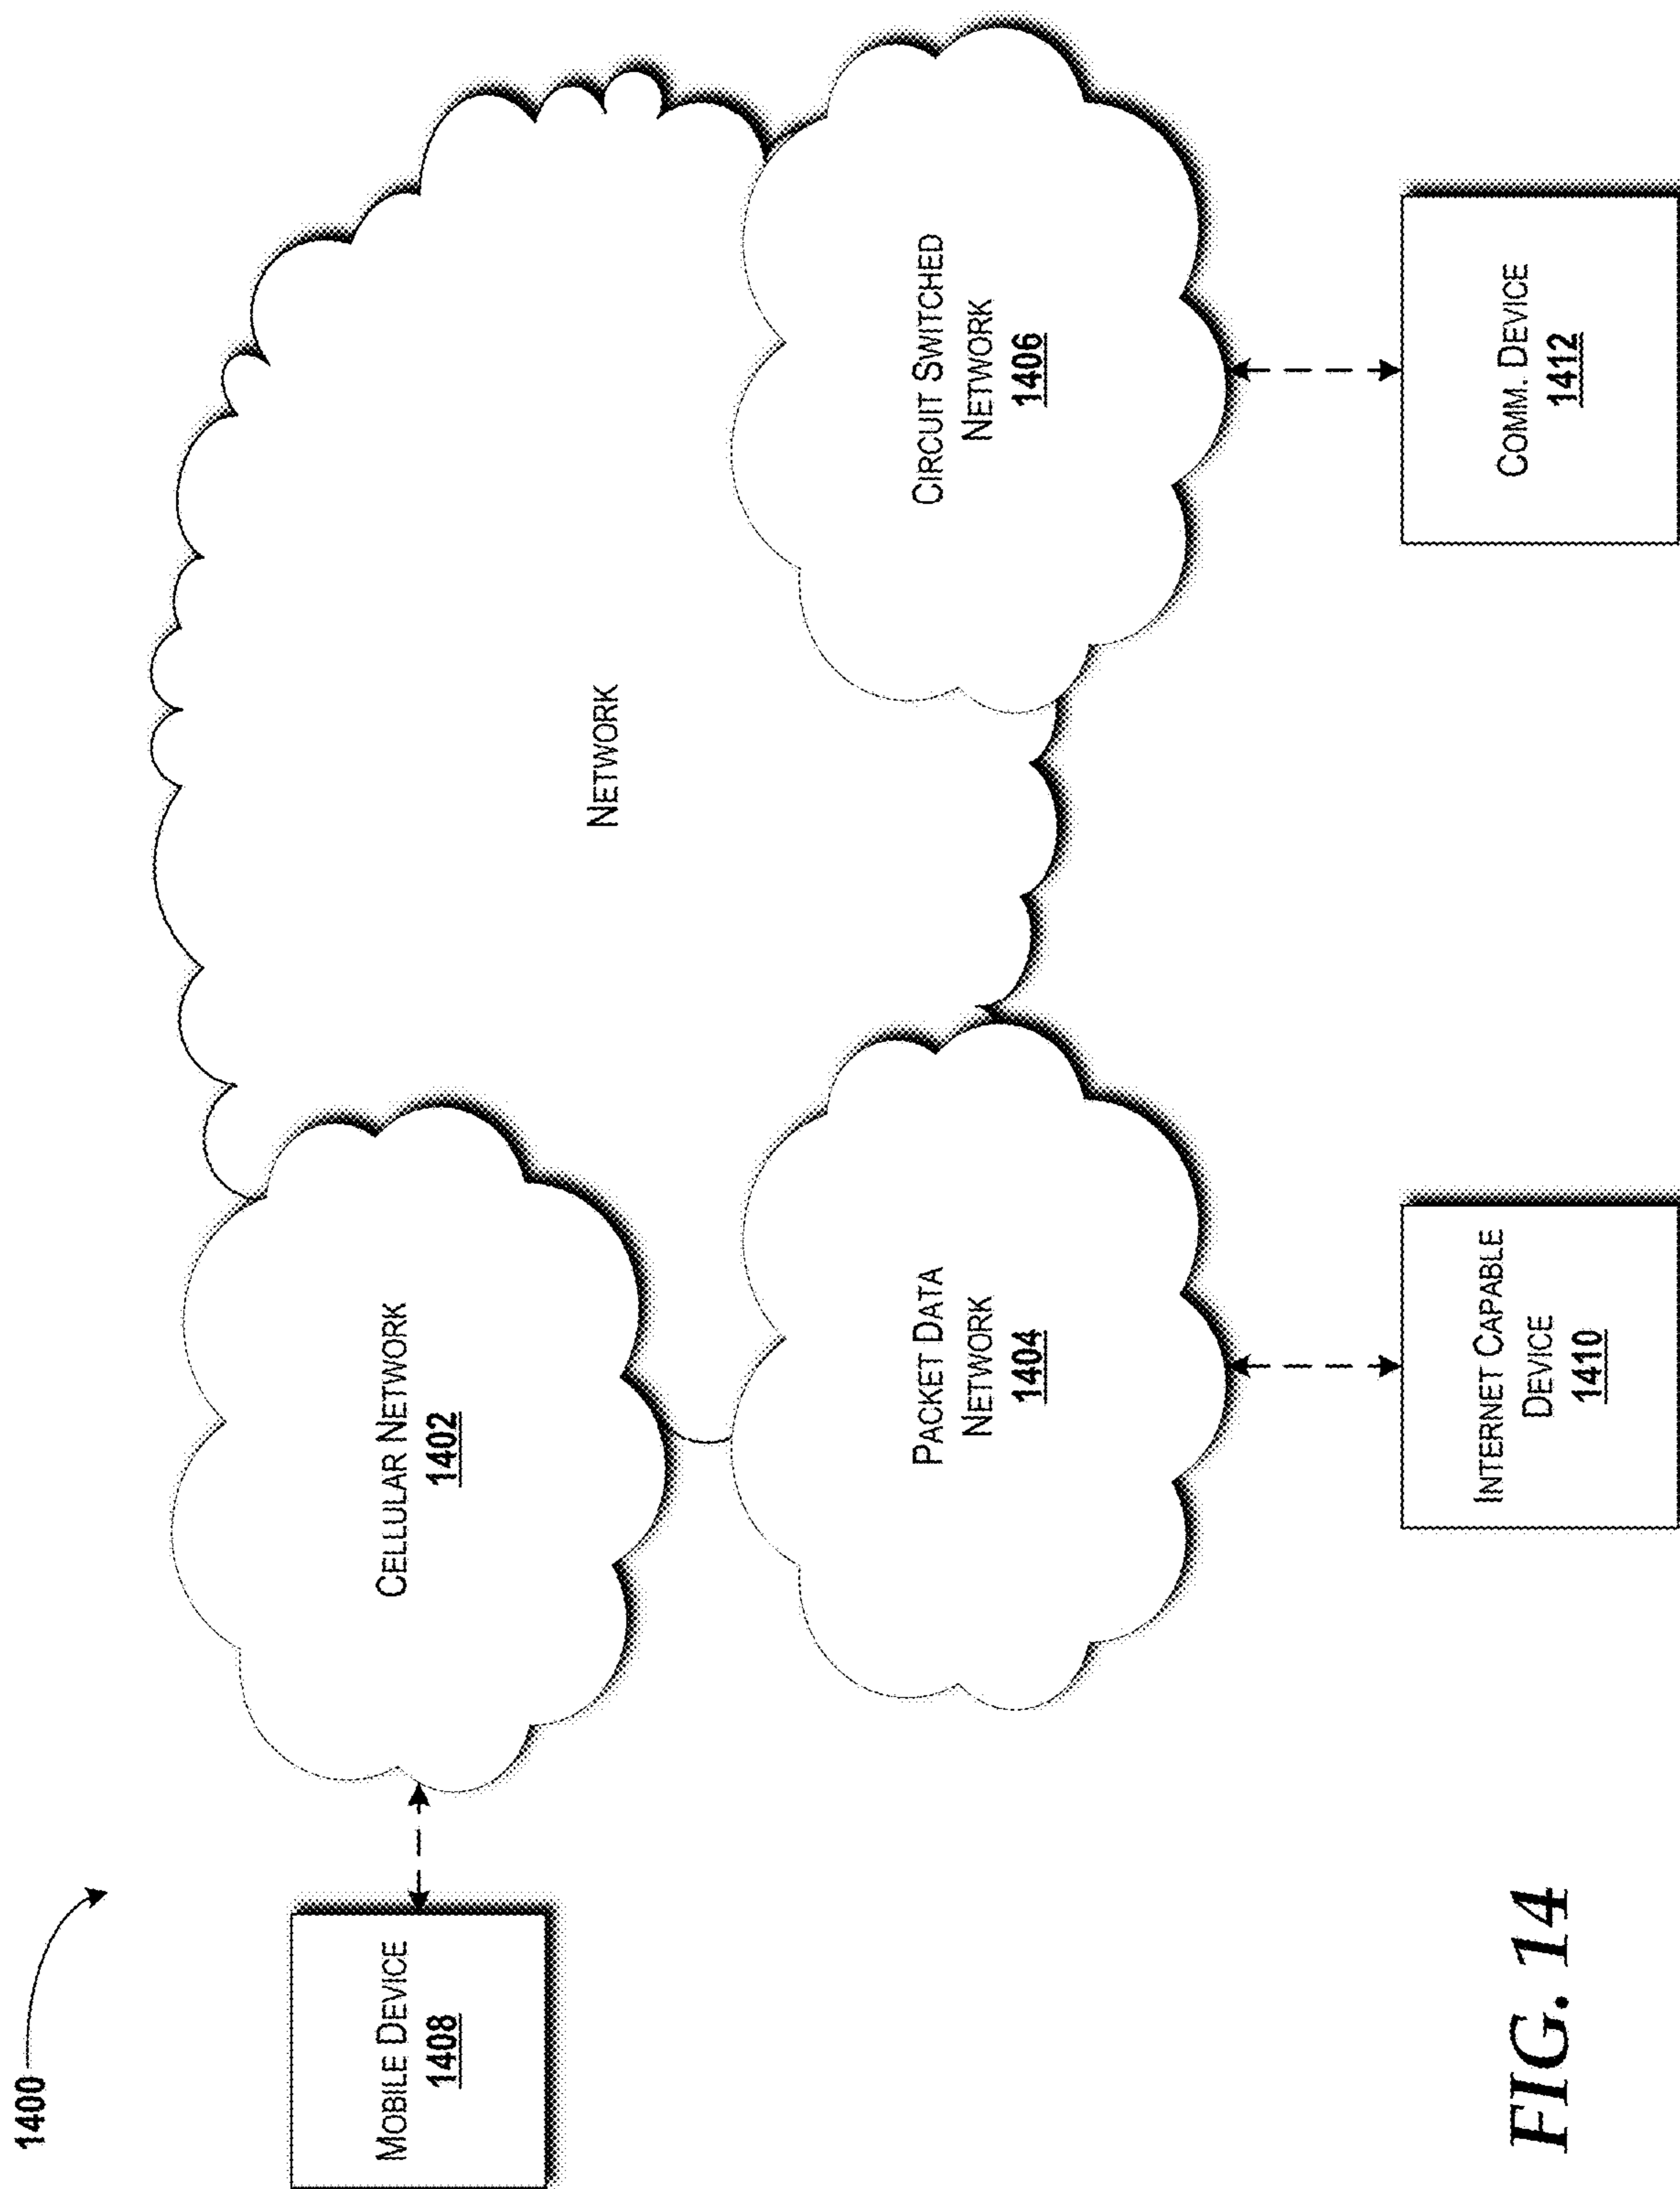 1400
MOBILE DEVICE
1408
CELLULAR NETWORK
1402
NETWORK
PACKET DATA
NETWORK
1404
CIRCUIT SWITCHED
NETWORK
1406
INTERNET CAPABLE
DEVICE
1410
COMM. DEVICE
1412
FIG. 14